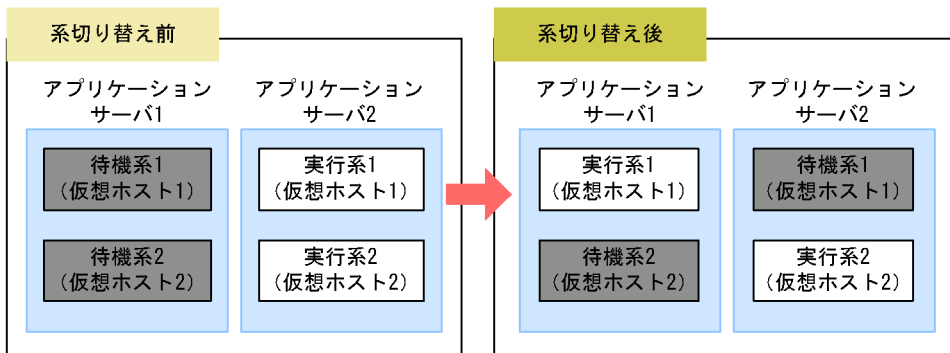 系切り替え前
アプリケーション
サーバ1
アプリケーション
サーバ2
待機系1
(仮想ホスト1)
実行系1
(仮想ホスト1)
待機系2
(仮想ホスト2)
実行系2
(仮想ホスト2)
系切り替え後
アプリケーション
サーバ1
アプリケーション
サーバ2
実行系1
(仮想ホスト1)
待機系1
(仮想ホスト1)
待機系2
(仮想ホスト2)
実行系2
(仮想ホスト2)